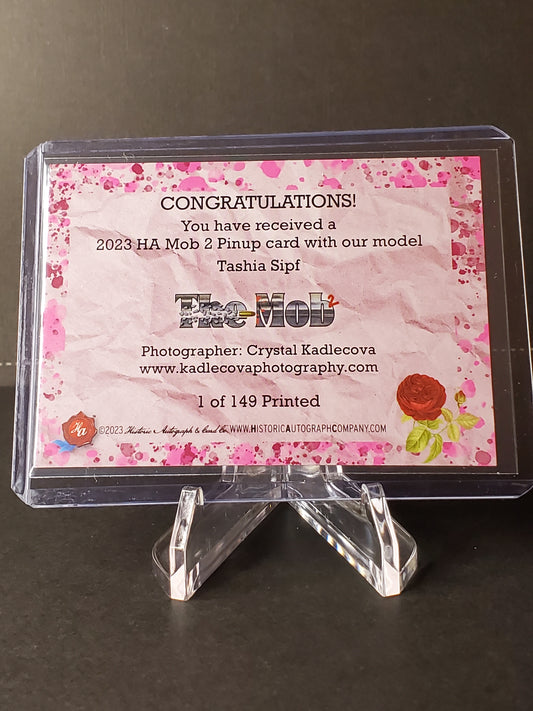 CONGRATULATIONS!
You have received a
2023 HA Mob 2 Pinup card with our model
Tashia Sipf
The Mob 2
Photographer: Crystal Kadlecova
www.kadlecovaphotography.com
1 of 149 Printed
Ha ©2023 Historic Autograph & Card Co. WWW.HISTORICAUTOGRAPHCOMPANY.COM